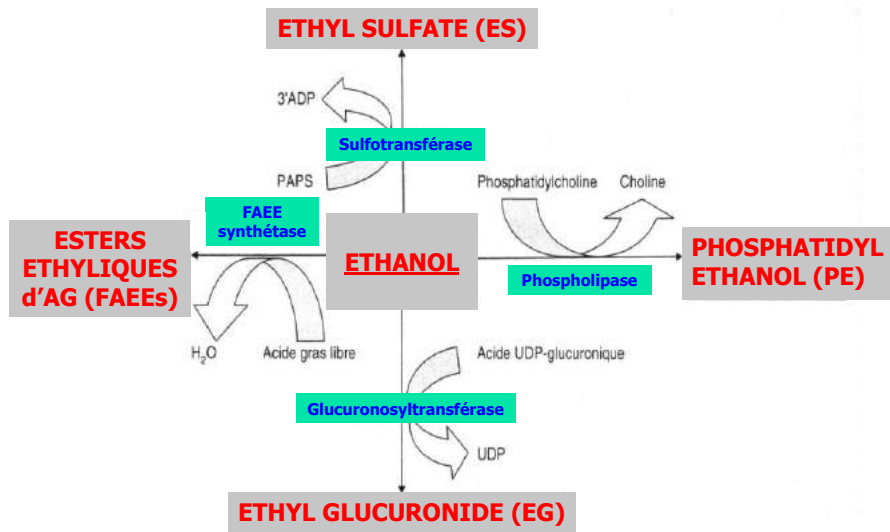 ETHYL SULFATE (ES)
3'ADP
Sulfotransférase
PAPS
Phosphatidylcholine
Choline
FAEE
synthétase
ESTERS
ETHYLIQUES
d'AG (FAEEs)
ETHANOL
PHOSPHATIDYL
ETHANOL (PE)
Phospholipase
H₂O
Acide gras libre
Acide UDP-glucuronique
Glucuronosyltransférase
UDP
ETHYL GLUCURONIDE (EG)